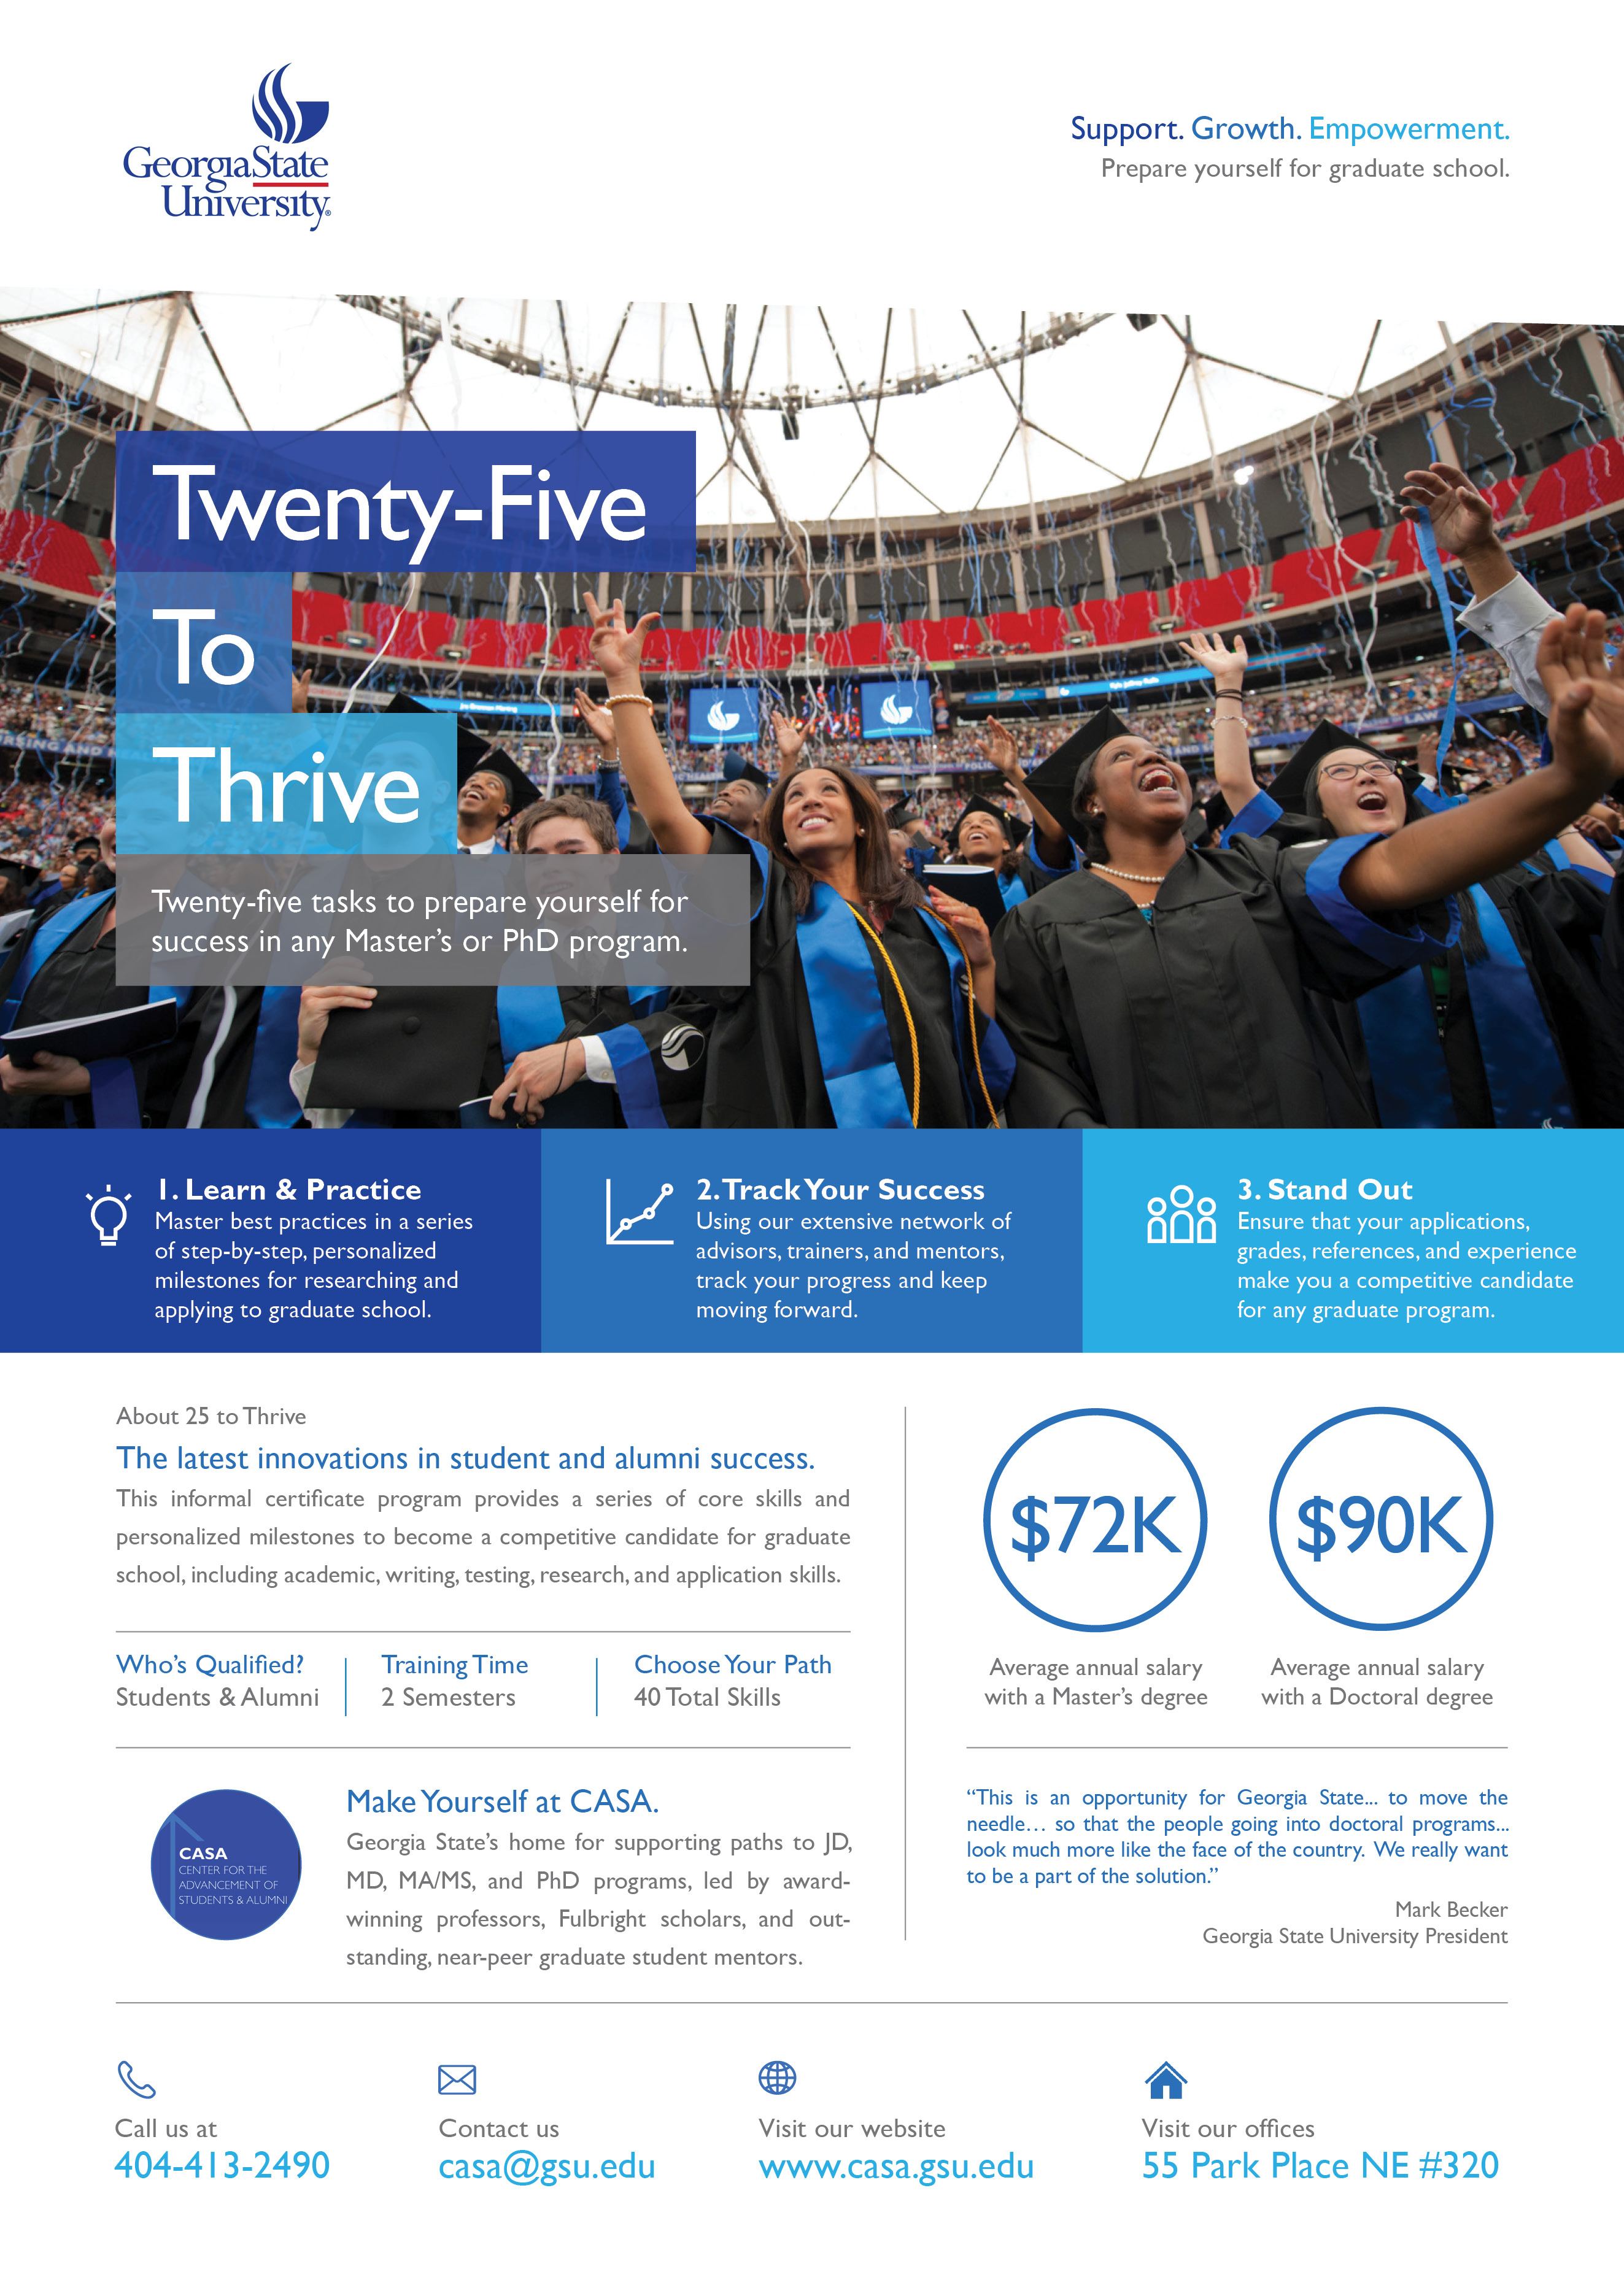 GeorgiaState
University®
Support. Growth. Empowerment.
Prepare yourself for graduate school.
Twenty-Five
To
Thrive
Twenty-five tasks to prepare yourself for
success in any Master's or PhD program.
1. Learn & Practice
Master best practices in a series
of step-by-step, personalized
milestones for researching and
applying to graduate school.
2. Track Your Success
Using our extensive network of
advisors, trainers, and mentors,
track your progress and keep
moving forward.
3. Stand Out
Ensure that your applications,
grades, references, and experience
make you a competitive candidate
for any graduate program.
About 25 to Thrive
The latest innovations in student and alumni success.
This informal certificate program provides a series of core skills and
personalized milestones to become a competitive candidate for graduate
school, including academic, writing, testing, research, and application skills.
Who's Qualified?
Students & Alumni
Training Time
2 Semesters
Choose Your Path
40 Total Skills
CASA
CENTER FOR THE
ADVANCEMENT OF
STUDENTS & ALUMNI
Make Yourself at CASA.
Georgia State's home for supporting paths to JD,
MD, MA/MS, and PhD programs, led by award-
winning professors, Fulbright scholars, and out-
standing, near-peer graduate student mentors.
$72K
Average annual salary
with a Master's degree
$90K
Average annual salary
with a Doctoral degree
“This is an opportunity for Georgia State... to move the
needle… so that the people going into doctoral programs...
look much more like the face of the country. We really want
to be a part of the solution.”
Mark Becker
Georgia State University President
Call us at
404-413-2490
Contact us
casa@gsu.edu
Visit our website
www.casa.gsu.edu
Visit our offices
55 Park Place NE #320